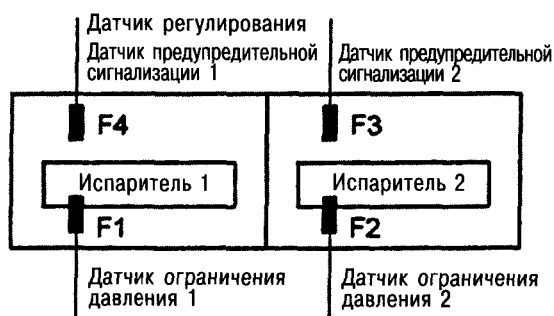 Датчик регулирования
Датчик предупредительной
сигнализации 1
Датчик предупредительной
сигнализации 2
F4
F3
Испаритель 1
Испаритель 2
F1
F2
Датчик ограничения
давления 1
Датчик ограничения
давления 2